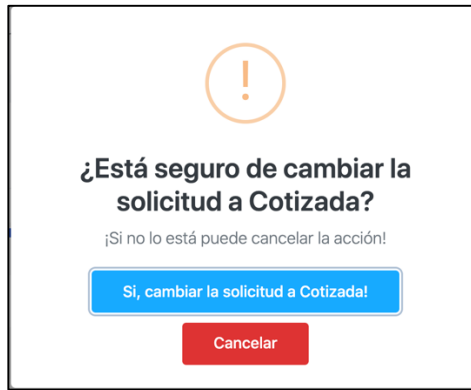 !
¿Está seguro de cambiar la
solicitud a Cotizada?
¡Si no lo está puede cancelar la acción!
Si, cambiar la solicitud a Cotizada!
Cancelar